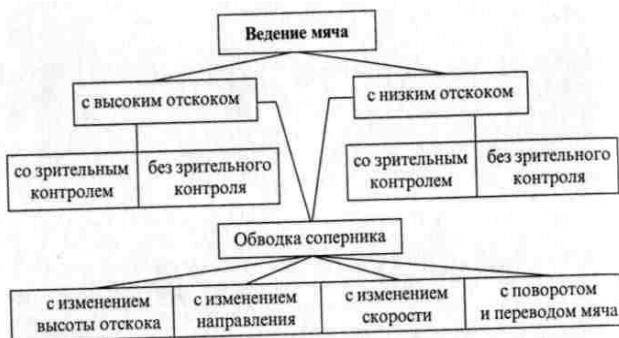 Ведение мяча
с высоким отскоком
с низким отскоком
со зрительным
контролем
без зрительного
контроля
со зрительным
контролем
без зрительного
контроля
Обводка соперника
с изменением
высоты отскока
с изменением
направления
с изменением
скорости
с поворотом
и переводом мяча